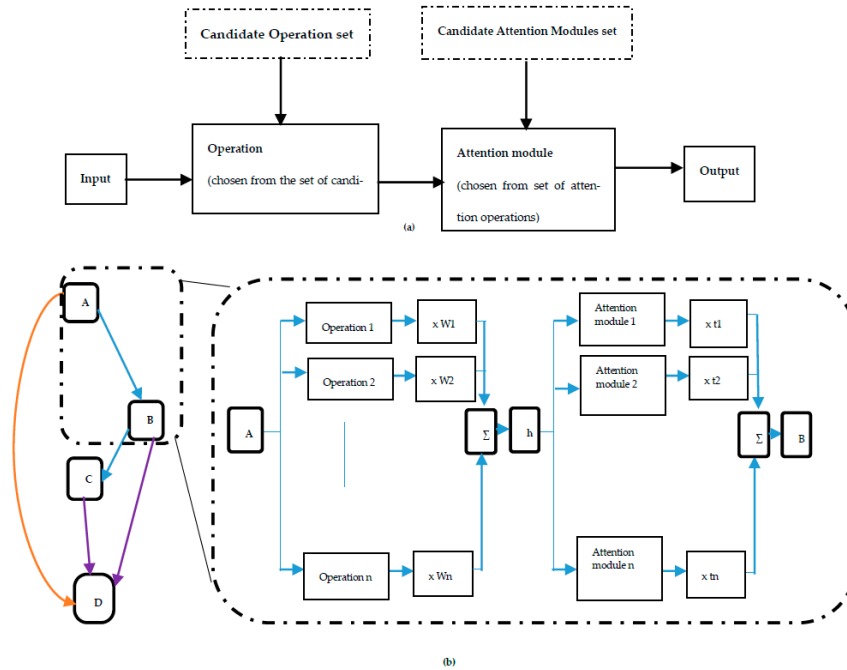 Candidate Operation set
Candidate Attention Modules set
Operation
(chosen from the set of candi-
Attention module
(chosen from set of atten-
tion operations)
Input
Output
(a)
A
B
C
D
A
Operation 1
x W1
Operation 2
x W2
Operation n
x Wn
Σ
h
Attention
module 1
x t1
Attention
module 2
x t2
Attention
module n
x tn
Σ
B
(b)